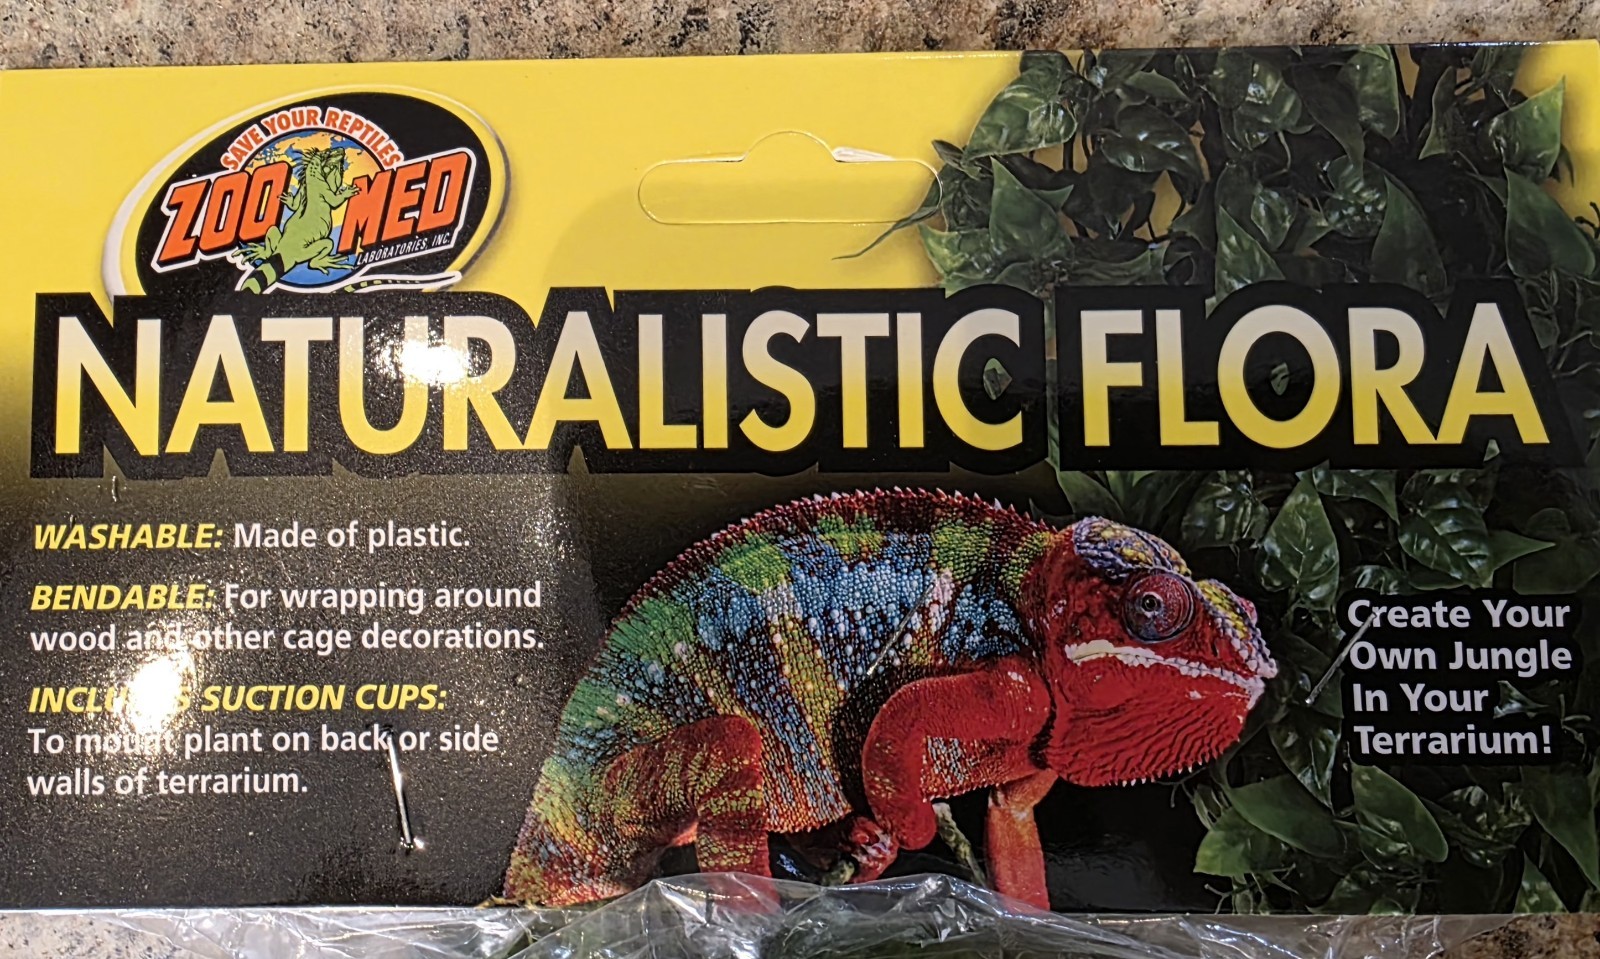 SAVE YOUR REPTILES
ZOO MED
LABORATORIES, INC.
NATURALISTIC FLORA
WASHABLE: Made of plastic.
BENDABLE: For wrapping around
wood and other cage decorations.
INCLUDES SUCTION CUPS:
To mount plant on back or side
walls of terrarium.
Create Your
Own Jungle
In Your
Terrarium!